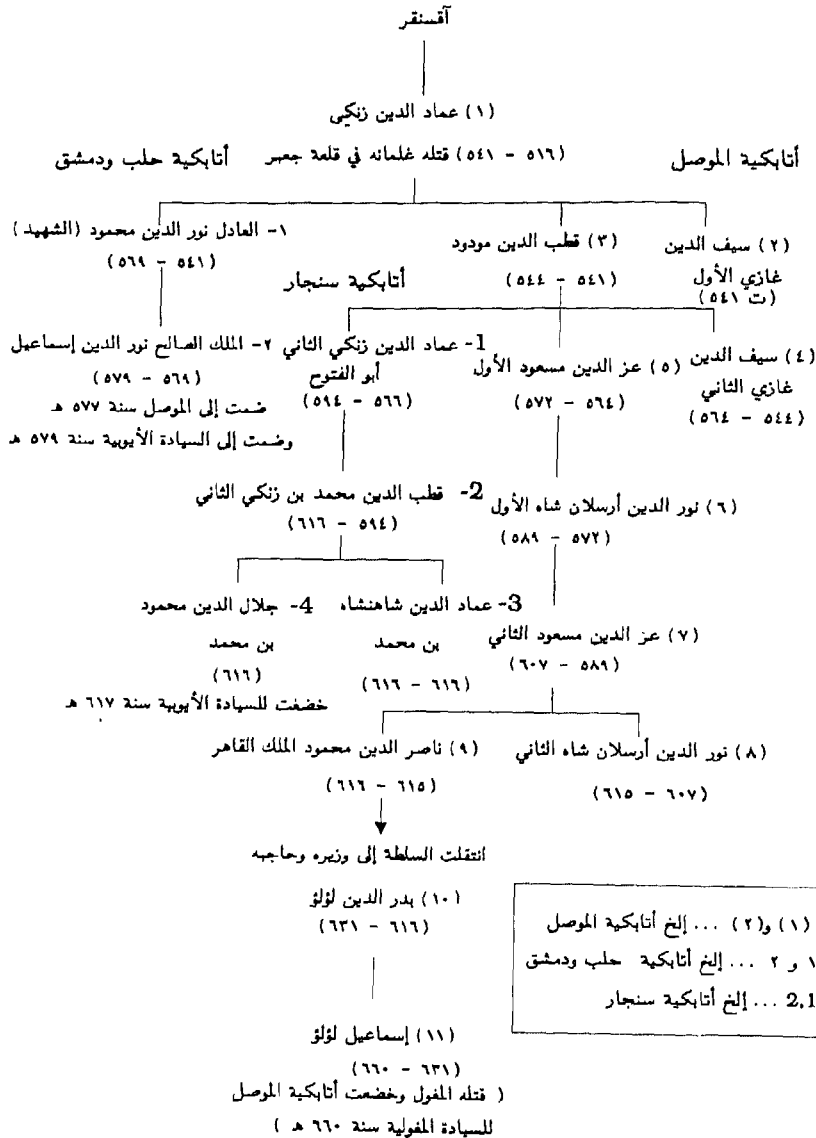 آقسنقر
(١) عماد الدين زنكي
أتابكية الموصل
(٥١٦ - ٥٤١) قتله غلمانه في قلعة جعبر
أتابكية حلب ودمشق
(٢) سيف الدين
غازي الأول
(ت ٥٤١)
(٣) قطب الدين مودود
(٥٤١ - ٥٤٤)
١- العادل نور الدين محمود (الشهيد)
(٥٤١ - ٥٦٩)
أتابكية سنجار
(٤) سيف الدين
غازي الثاني
(٥٤٤ - ٥٦٤)
(٥) عز الدين مسعود الأول
(٥٦٤ - ٥٧٢)
1- عماد الدين زنكي الثاني
أبو الفتوح
(٥٦٦ - ٥٩٤)
٢- الملك الصالح نور الدين إسماعيل
(٥٦٩ - ٥٧٩)
ضمت إلى الموصل سنة ٥٧٧ هـ
وضمت إلى السيادة الأيوبية سنة ٥٧٩ هـ
(٦) نور الدين أرسلان شاه الأول
(٥٧٢ - ٥٨٩)
2- قطب الدين محمد بن زنكي الثاني
(٥٩٤ - ٦١٦)
(٧) عز الدين مسعود الثاني
(٥٨٩ - ٦٠٧)
3- عماد الدين شاهنشاه
بن محمد
(٦١٦ - ٦١٦)
4- جلال الدين محمود
بن محمد
(٦١٦)
خضفت للسيادة الأيوبية سنة ٦١٧ هـ
(٨) نور الدين أرسلان شاه الثاني
(٦٠٧ - ٦١٥)
(٩) ناصر الدين محمود الملك القاهر
(٦١٥ - ٦١٦)
انتقلت السلطة إلى وزيره وحاجبه
(١٠) بدر الدين لؤلؤ
(٦١٦ - ٦٣١)
(١١) إسماعيل لؤلؤ
(٦٣١ - ٦٦٠)
( قتله المغول وخضعت أتابكية الموصل
للسيادة المغولية سنة ٦٦٠ هـ )
(١) و(٢) ... إلخ أتابكية الموصل
١ و ٢ ... إلخ أتابكية حلب ودمشق
2,1 ... إلخ أتابكية سنجار